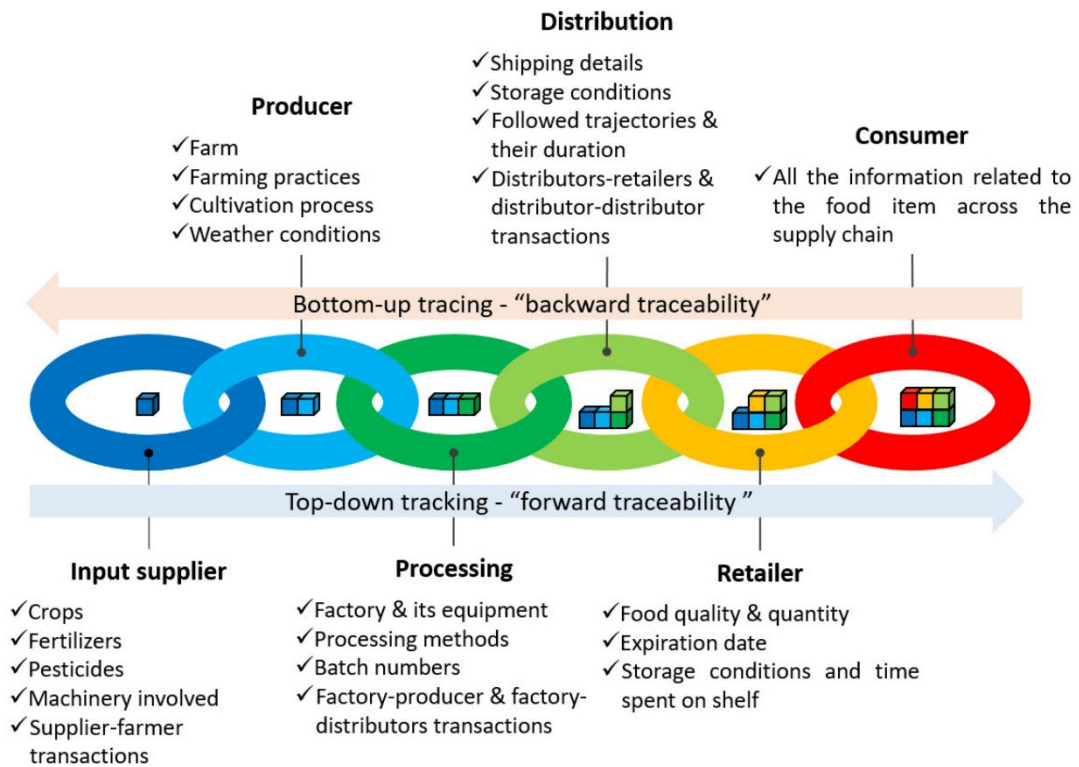 Distribution
✓Shipping details
✓Storage conditions
✓Followed trajectories &
their duration
✓Distributors-retailers &
distributor-distributor
transactions
Producer
✓Farm
✓Farming practices
✓Cultivation process
✓Weather conditions
Consumer
✓All the information related to
the food item across the
supply chain
Bottom-up tracing - “backward traceability”
Top-down tracking - “forward traceability ”
Input supplier
✓Crops
✓Fertilizers
✓Pesticides
✓Machinery involved
✓Supplier-farmer
transactions
Processing
✓Factory & its equipment
✓Processing methods
✓Batch numbers
✓Factory-producer & factory-
distributors transactions
Retailer
✓Food quality & quantity
✓Expiration date
✓Storage conditions and time
spent on shelf